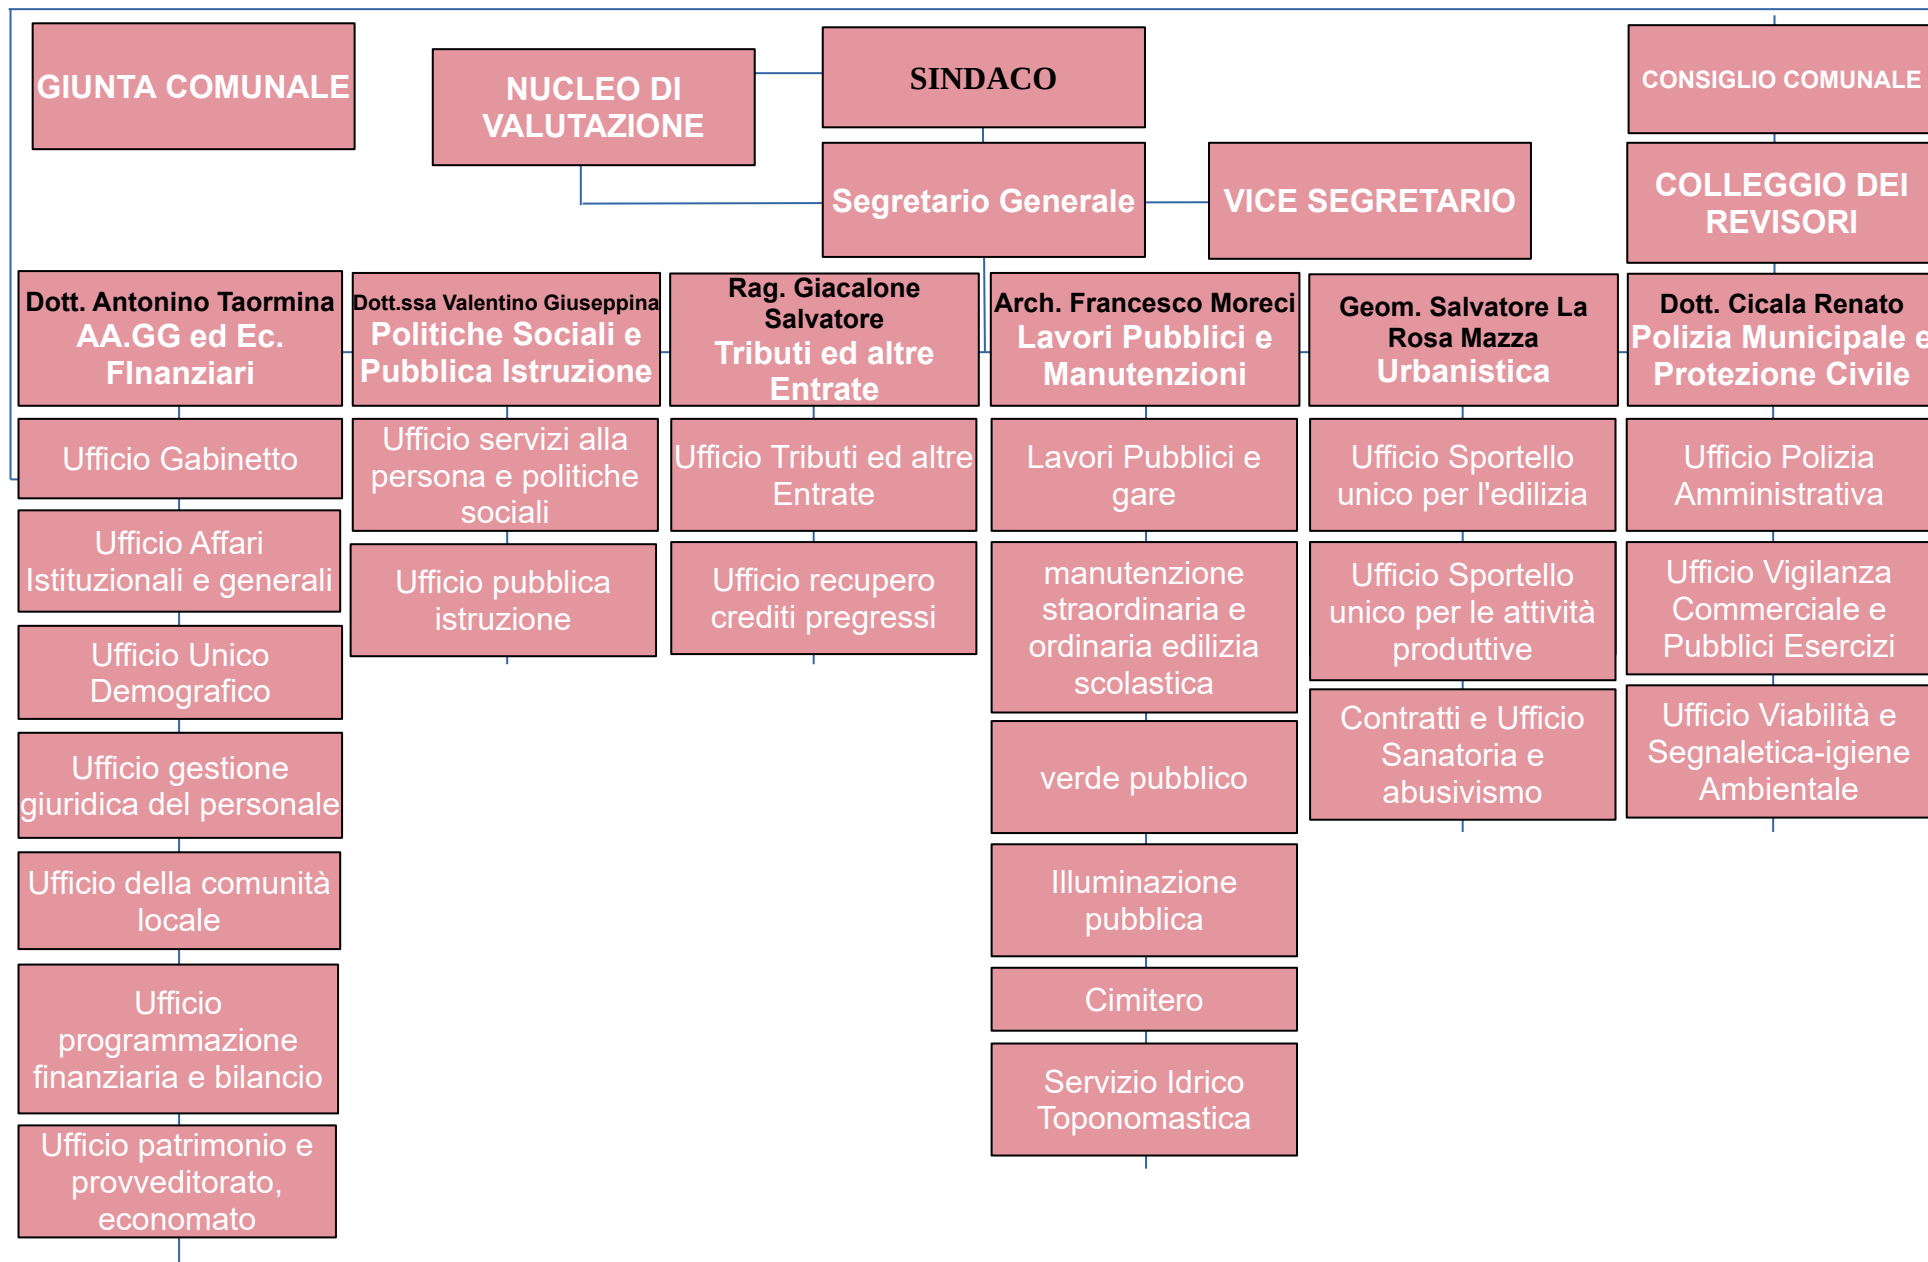 GIUNTA COMUNALE
NUCLEO DI
VALUTAZIONE
SINDACO
CONSIGLIO COMUNALE
Segretario Generale
VICE SEGRETARIO
COLLEGGIO DEI
REVISORI
Dott. Antonino Taormina
AA.GG ed Ec.
FInanziari
Dott.ssa Valentino Giuseppina
Politiche Sociali e
Pubblica Istruzione
Rag. Giacalone
Salvatore
Tributi ed altre
Entrate
Arch. Francesco Moreci
Lavori Pubblici e
Manutenzioni
Geom. Salvatore La
Rosa Mazza
Urbanistica
Dott. Cicala Renato
Polizia Municipale e
Protezione Civile
Ufficio Gabinetto
Ufficio Affari
Istituzionali e generali
Ufficio Unico
Demografico
Ufficio gestione
giuridica del personale
Ufficio della comunità
locale
Ufficio
programmazione
finanziaria e bilancio
Ufficio patrimonio e
provveditorato,
economato
Ufficio servizi alla
persona e politiche
sociali
Ufficio pubblica
istruzione
Ufficio Tributi ed altre
Entrate
Ufficio recupero
crediti pregressi
Lavori Pubblici e
gare
manutenzione
straordinaria e
ordinaria edilizia
scolastica
verde pubblico
Illuminazione
pubblica
Cimitero
Servizio Idrico
Toponomastica
Ufficio Sportello
unico per l'edilizia
Ufficio Sportello
unico per le attività
produttive
Contratti e Ufficio
Sanatoria e
abusivismo
Ufficio Polizia
Amministrativa
Ufficio Vigilanza
Commerciale e
Pubblici Esercizi
Ufficio Viabilità e
Segnaletica-igiene
Ambientale